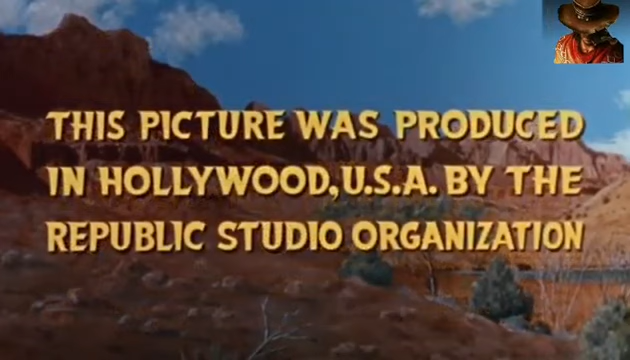 THIS PICTURE WAS PRODUCED
IN HOLLYWOOD, U.S.A. BY THE
REPUBLIC STUDIO ORGANIZATION